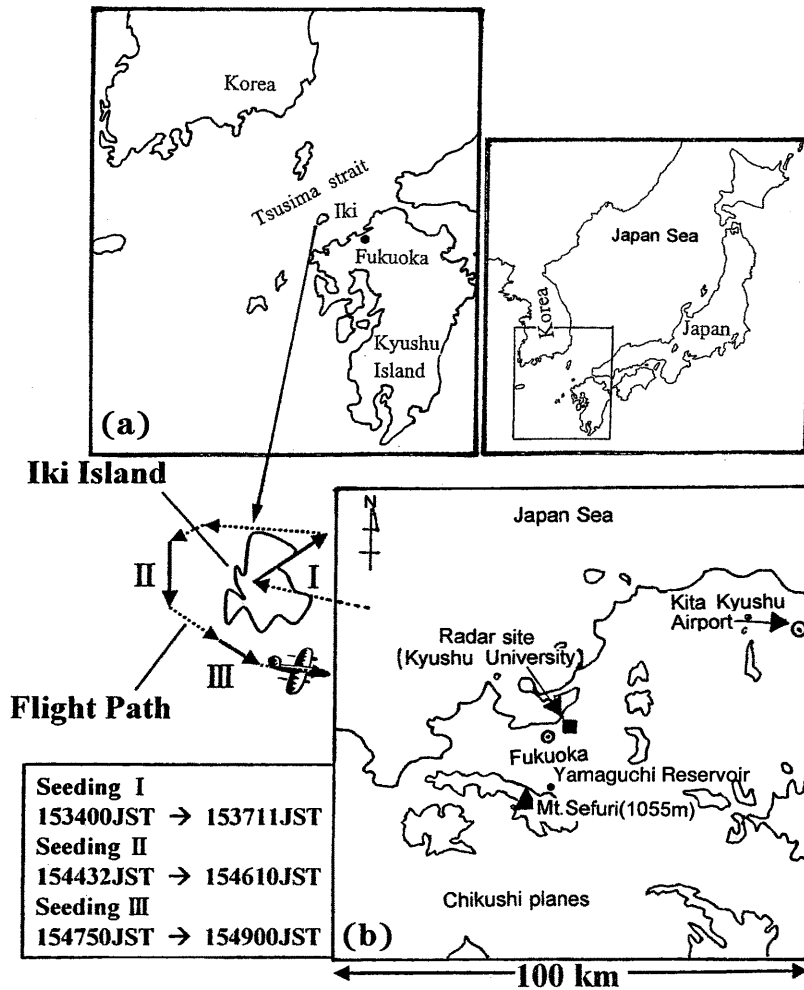 Korea
Tsusima strait
Iki
Fukuoka
Kyushu
Island
(a)
Japan Sea
Korea
Japan
Iki Island
I
II
III
Flight Path
N
Japan Sea
Kita Kyushu
Airport
Radar site
(Kyushu University)
Fukuoka
Yamaguchi Reservoir
Mt.Sefuri(1055m)
Chikushi planes
(b)
100 km
Seeding I
153400JST → 153711JST
Seeding II
154432JST → 154610JST
Seeding III
154750JST → 154900JST